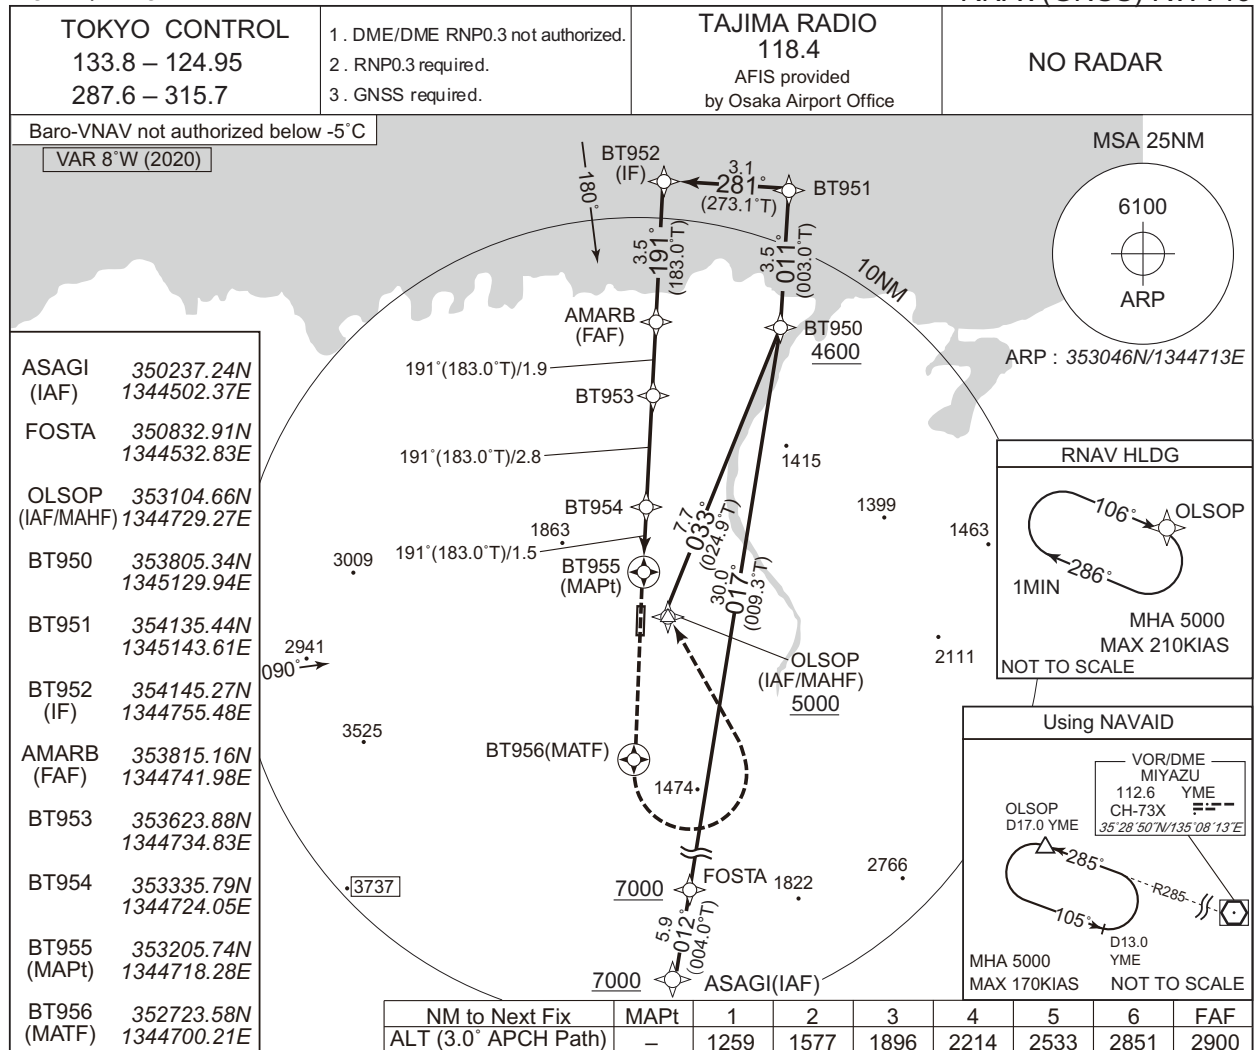 TOKYO CONTROL
133.8 – 124.95
287.6 – 315.7
1 . DME/DME RNP0.3 not authorized.
2 . RNP0.3 required.
3 . GNSS required.
TAJIMA RADIO
118.4
AFIS provided
by Osaka Airport Office
NO RADAR
Baro-VNAV not authorized below -5˚C
VAR 8˚W (2020)
180˚
BT952
(IF)
3.1
281˚
(273.1˚T)
BT951
3.5
191˚
(183.0˚T)
3.5
011˚
(003.0˚T)
10NM
MSA 25NM
6100
ARP
ARP : 353046N/1344713E
AMARB
(FAF)
BT950
4600
191˚(183.0˚T)/1.9
BT953
191˚(183.0˚T)/2.8
BT954
191˚(183.0˚T)/1.5
BT955
(MAPt)
7.7
033˚
(024.9˚T)
30.0
017˚
(009.3˚T)
1415
1399
1463
1863
3009
2941
090˚
2111
3525
OLSOP
(IAF/MAHF)
5000
BT956(MATF)
1474
FOSTA
7000
1822
2766
3737
5.9
012˚
(004.0˚T)
7000
ASAGI(IAF)
ASAGI 350237.24N
(IAF) 1344502.37E
FOSTA 350832.91N
1344532.83E
OLSOP 353104.66N
(IAF/MAHF) 1344729.27E
BT950 353805.34N
1345129.94E
BT951 354135.44N
1345143.61E
BT952 354145.27N
(IF) 1344755.48E
AMARB 353815.16N
(FAF) 1344741.98E
BT953 353623.88N
1344734.83E
BT954 353335.79N
1344724.05E
BT955 353205.74N
(MAPt) 1344718.28E
BT956 352723.58N
(MATF) 1344700.21E
RNAV HLDG
106˚
OLSOP
286˚
1MIN
MHA 5000
MAX 210KIAS
NOT TO SCALE
Using NAVAID
VOR/DME
MIYAZU
112.6 YME
CH-73X
35˚28´50˝N/135˚08´13˝E
OLSOP
D17.0 YME
285˚
R285
105˚
D13.0
YME
MHA 5000
MAX 170KIAS NOT TO SCALE
NM to Next Fix MAPt 1 2 3 4 5 6 FAF
ALT (3.0˚ APCH Path) – 1259 1577 1896 2214 2533 2851 2900